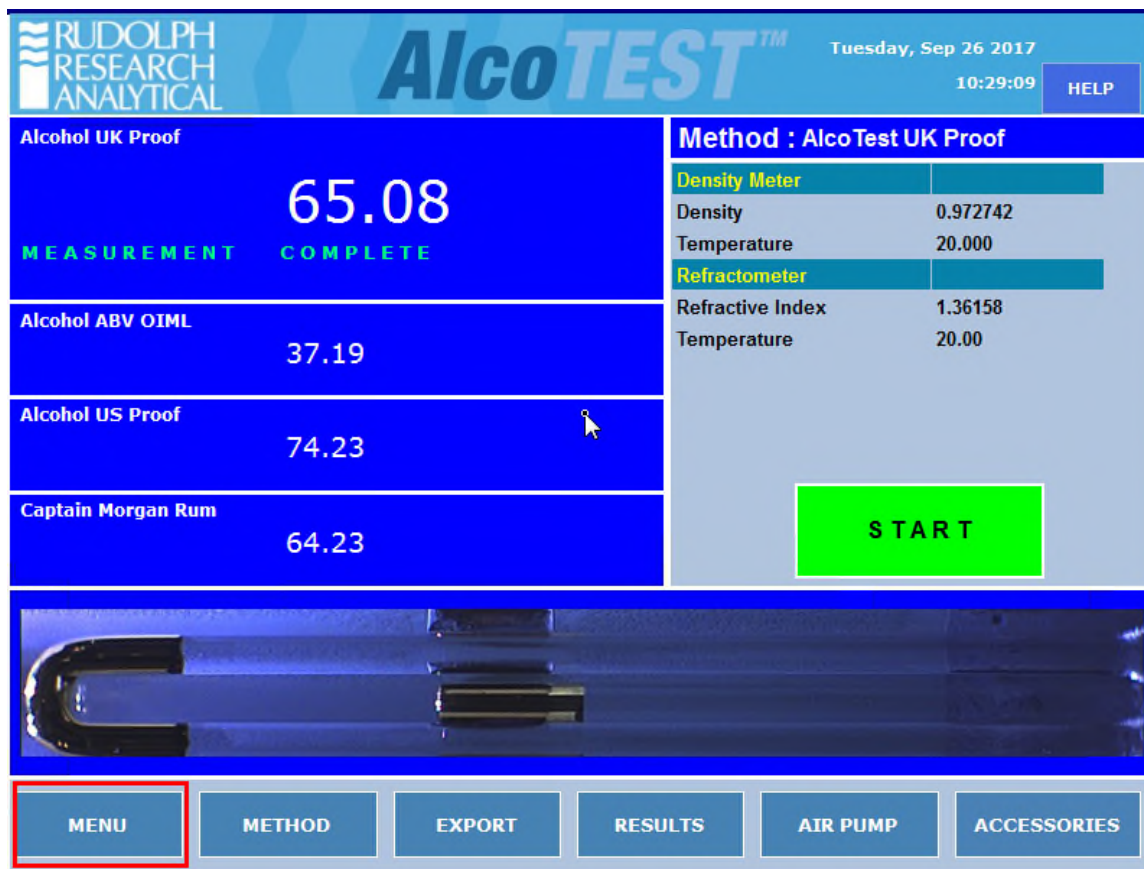 RUDOLPH
RESEARCH
ANALYTICAL
AlcoTEST™
Tuesday, Sep 26 2017
10:29:09
HELP
Alcohol UK Proof
65.08
MEASUREMENT COMPLETE
Alcohol ABV OIML
37.19
Alcohol US Proof
74.23
Captain Morgan Rum
64.23
Method : AlcoTest UK Proof
Density Meter
Density 0.972742
Temperature 20.000
Refractometer
Refractive Index 1.36158
Temperature 20.00
START
MENU METHOD EXPORT RESULTS AIR PUMP ACCESSORIES